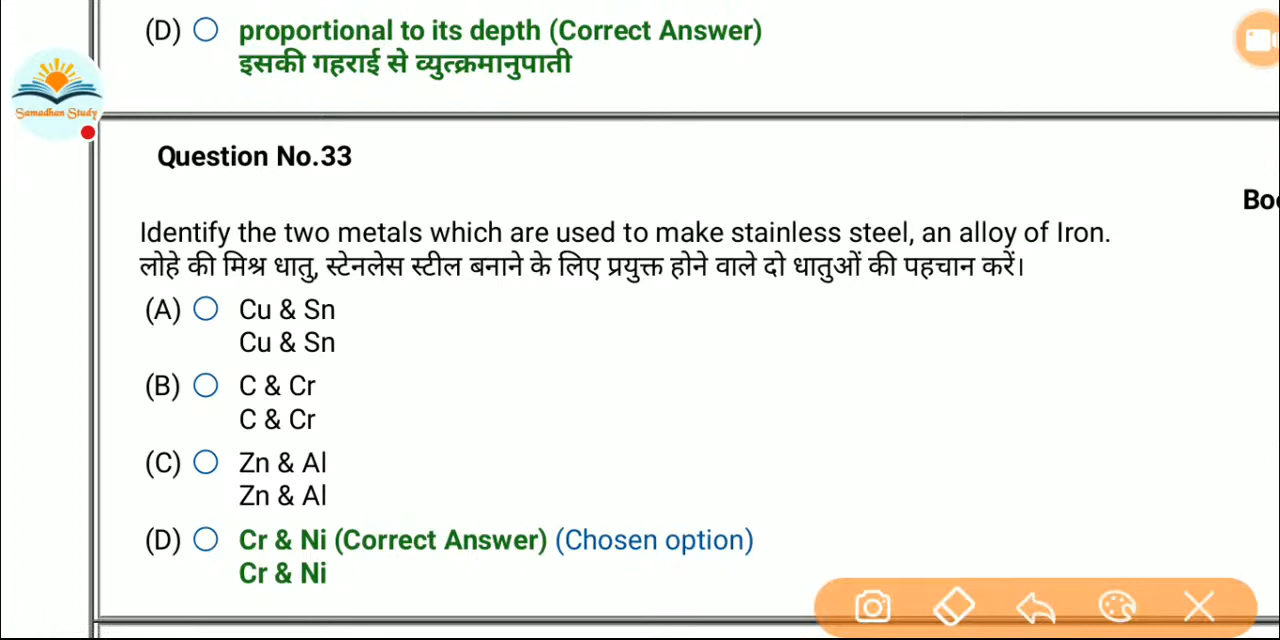 (D) proportional to its depth (Correct Answer)
इसकी गहराई से व्युत्क्रमानुपाती
Samadhan Study
Question No.33
Bo
Identify the two metals which are used to make stainless steel, an alloy of Iron.
लोहे की मिश्र धातु, स्टेनलेस स्टील बनाने के लिए प्रयुक्त होने वाले दो धातुओं की पहचान करें।
(A) Cu & Sn
Cu & Sn
(B) C & Cr
C & Cr
(C) Zn & Al
Zn & Al
(D) Cr & Ni (Correct Answer) (Chosen option)
Cr & Ni